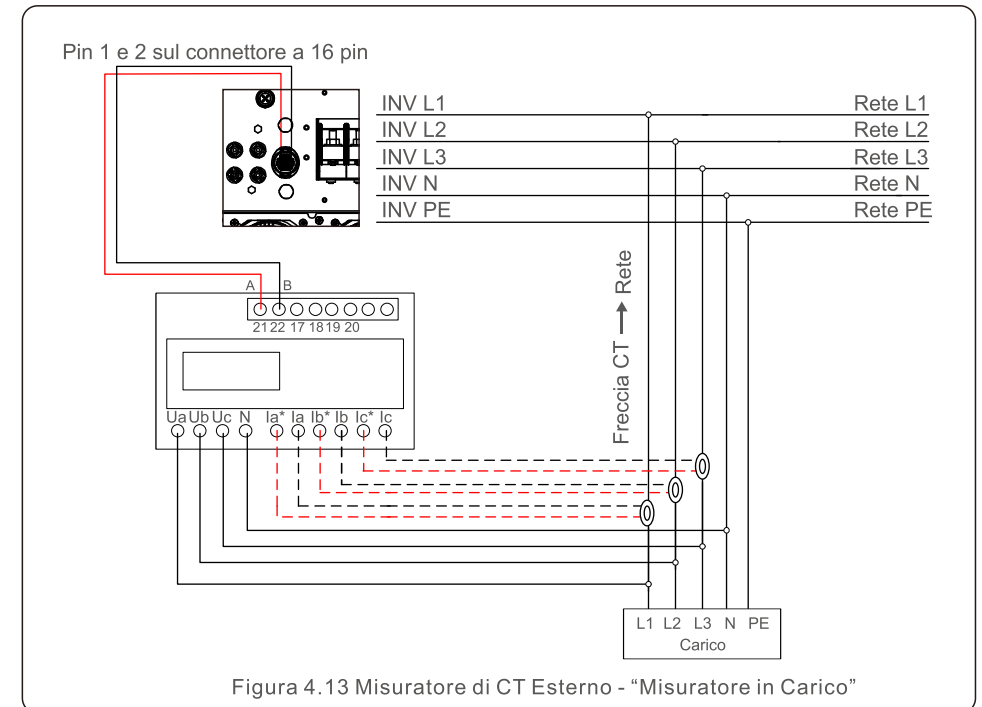 Pin 1 e 2 sul connettore a 16 pin
INV L1
Rete L1
INV L2
Rete L2
INV L3
Rete L3
INV N
Rete N
INV PE
Rete PE
Freccia CT → Rete
A B
21 22 17 18 19 20
Ua Ub Uc N Ia* Ia Ib* Ib Ic* Ic
L1 L2 L3 N PE
Carico
Figura 4.13 Misuratore di CT Esterno - “Misuratore in Carico”